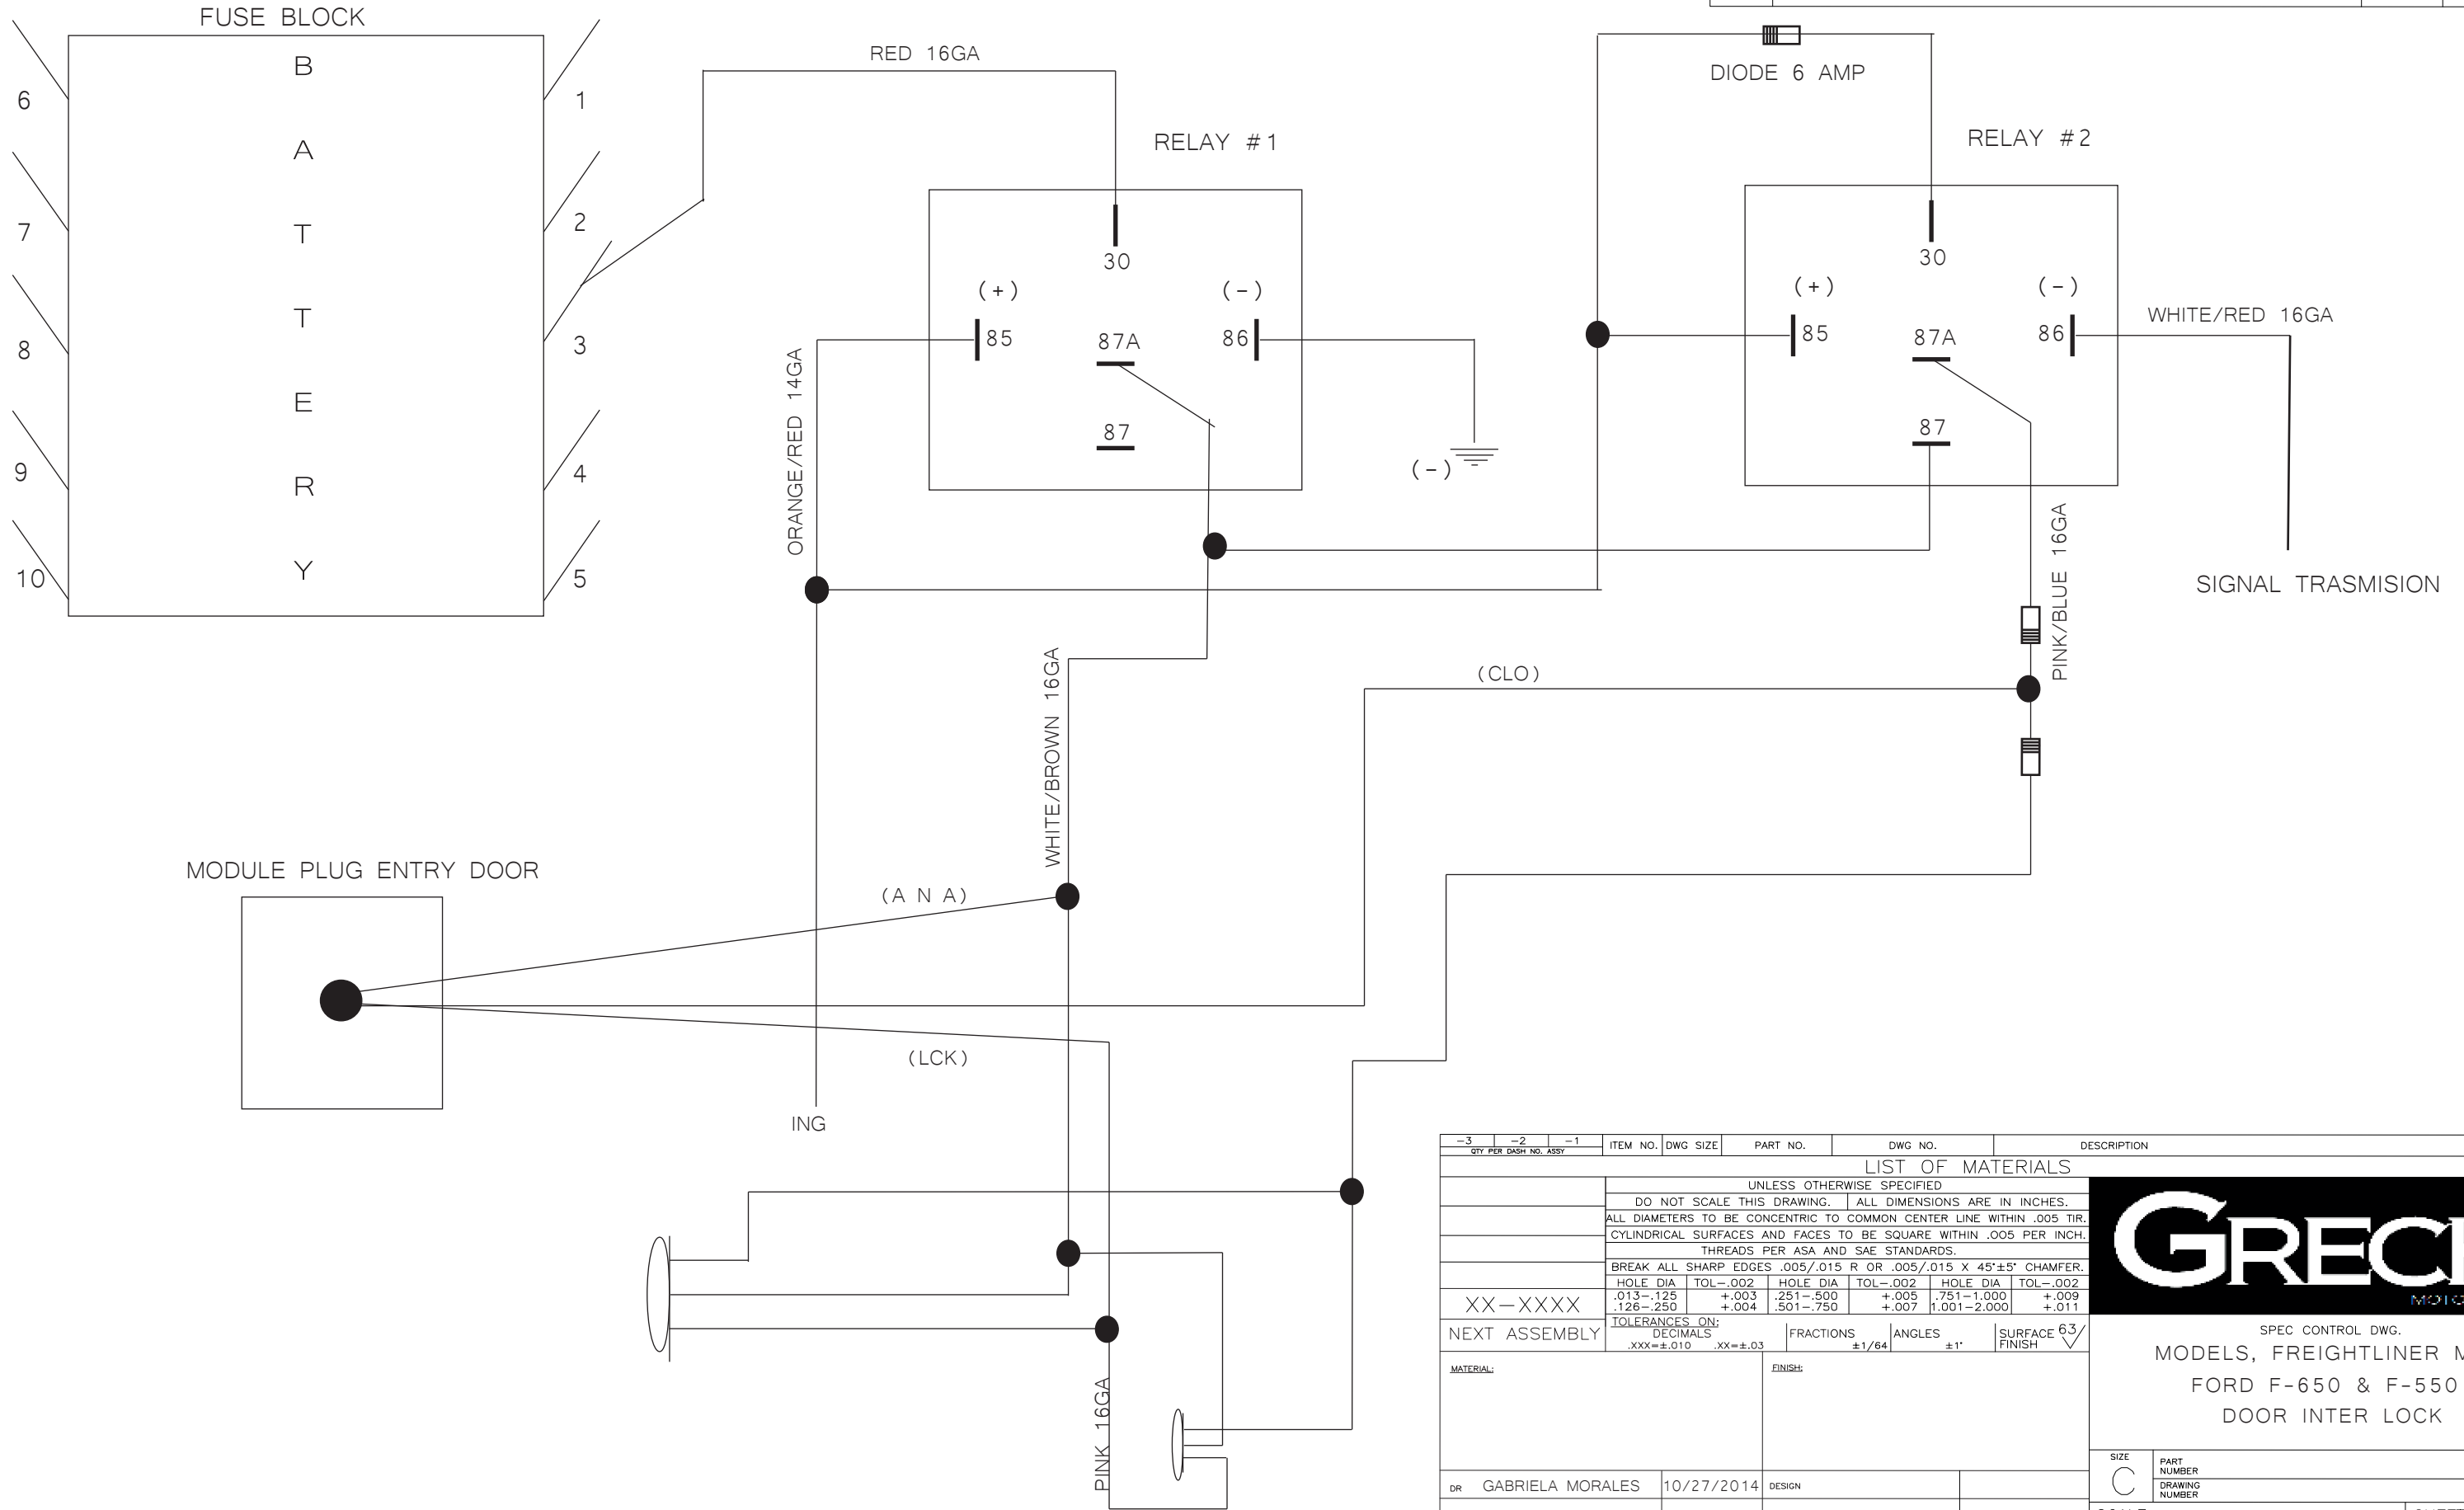 FUSE BLOCK
B
A
T
T
E
R
Y
6
7
8
9
10
1
2
3
4
5
RED 16GA
RELAY #1
30
(+)
(-)
85
87A
86
87
(-)
ORANGE/RED 14GA
DIODE 6 AMP
RELAY #2
30
(+)
(-)
85
87A
86
87
WHITE/RED 16GA
SIGNAL TRASMISION
PINK/BLUE 16GA
(CLO)
WHITE/BROWN 16GA
MODULE PLUG ENTRY DOOR
(A N A)
(LCK)
ING
PINK 16GA
-3 -2 -1
QTY PER DASH NO. ASSY
ITEM NO. DWG SIZE PART NO. DWG NO. DESCRIPTION
LIST OF MATERIALS
UNLESS OTHERWISE SPECIFIED
DO NOT SCALE THIS DRAWING. ALL DIMENSIONS ARE IN INCHES.
ALL DIAMETERS TO BE CONCENTRIC TO COMMON CENTER LINE WITHIN .005 TIR.
CYLINDRICAL SURFACES AND FACES TO BE SQUARE WITHIN .005 PER INCH.
THREADS PER ASA AND SAE STANDARDS.
BREAK ALL SHARP EDGES .005/.015 R OR .005/.015 X 45°±5° CHAMFER.
HOLE DIA TOL-.002 HOLE DIA TOL-.002 HOLE DIA TOL-.002
.013-.125 +.003 .251-.500 +.005 .751-1.000 +.009
.126-.250 +.004 .501-.750 +.007 1.001-2.000 +.011
XX-XXXX
NEXT ASSEMBLY
TOLERANCES ON:
DECIMALS FRACTIONS ANGLES SURFACE FINISH 63/
.XXX=±.010 .XX=±.03 ±1/64 ±1°
MATERIAL:
FINISH:
DR GABRIELA MORALES 10/27/2014 DESIGN
GREC
MOTO
SPEC CONTROL DWG.
MODELS, FREIGHTLINER M
FORD F-650 & F-550
DOOR INTER LOCK
SIZE
C
PART NUMBER
DRAWING NUMBER